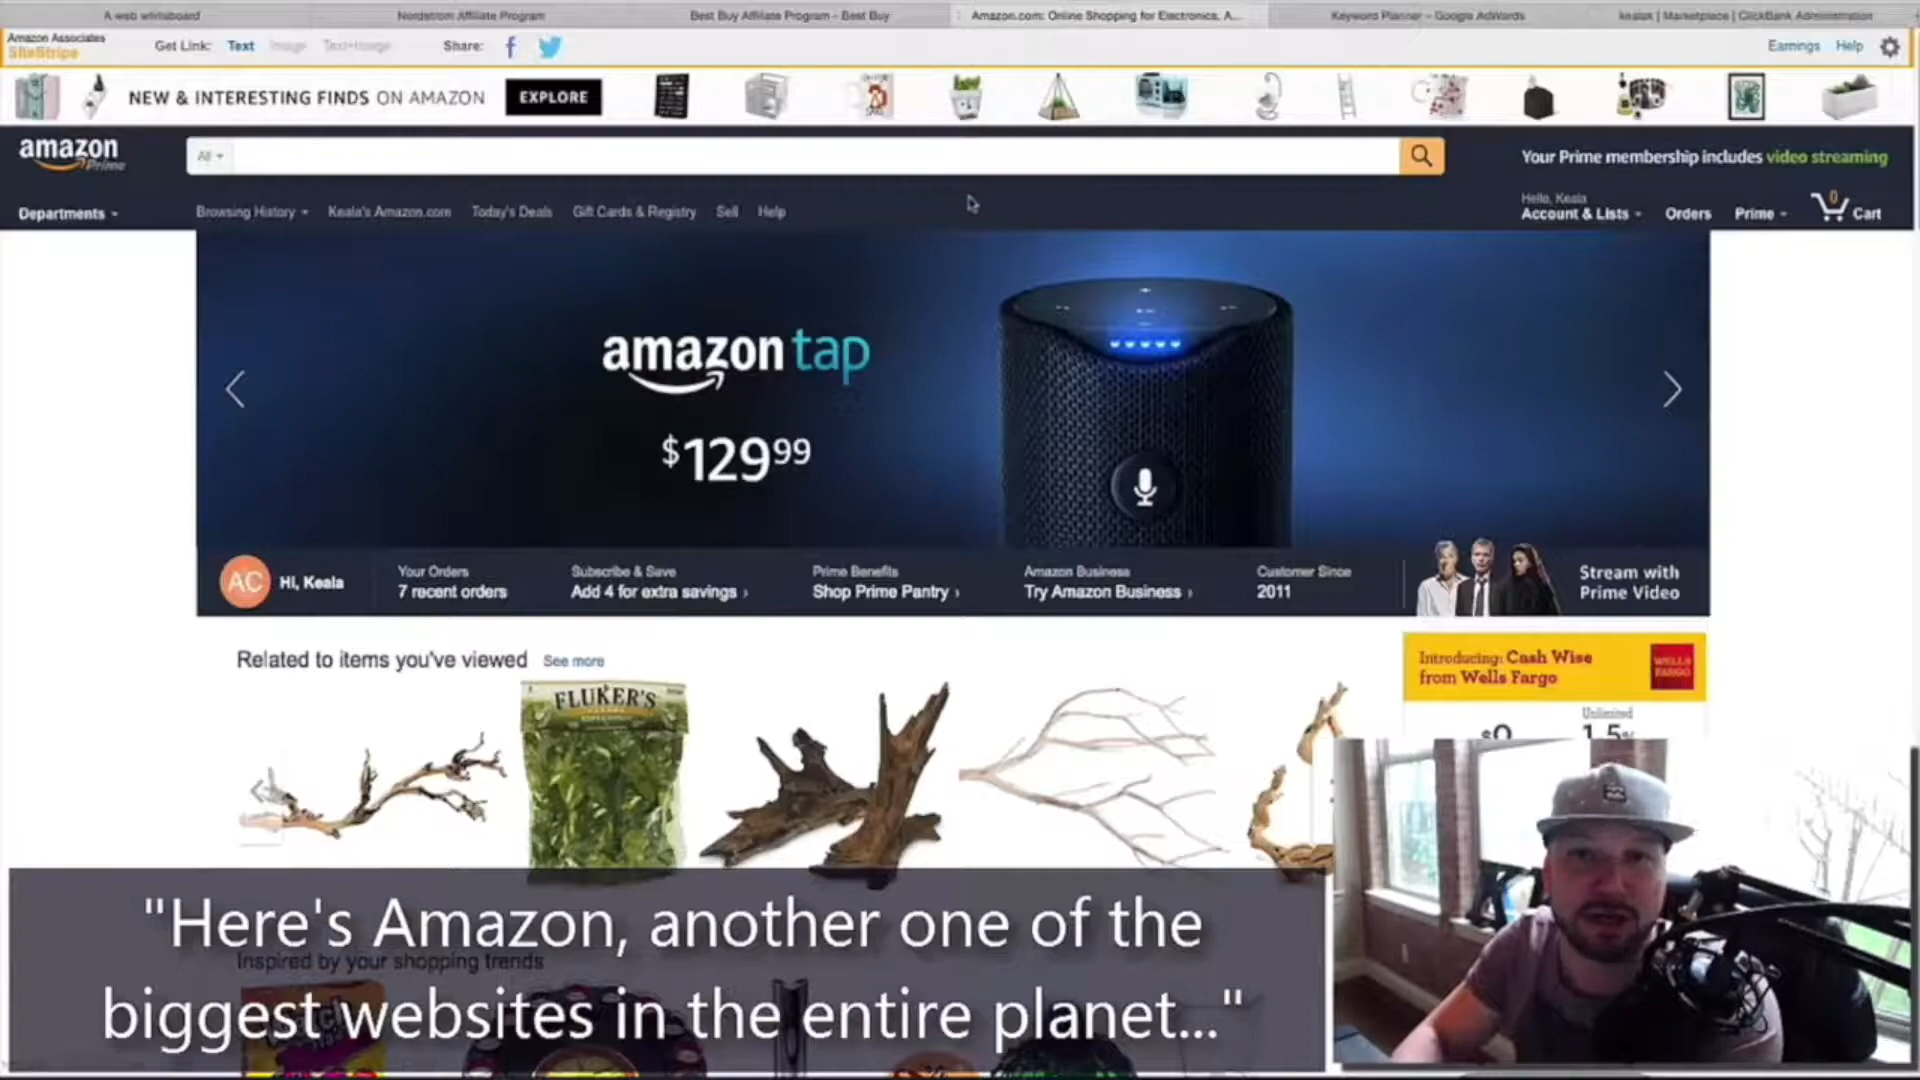 A web whiteboard
Nordstrom Affiliate Program
Best Buy Affiliate Program - Best Buy
Amazon.com: Online Shopping for Electronics, A...
Keyword Planner - Google AdWords
kealak | Marketplace | ClickBank Administration
Amazon Associates
SiteStripe
Get Link: Text Image Text+Image Share:
Earnings Help
NEW & INTERESTING FINDS ON AMAZON EXPLORE
amazon
Prime
All
Your Prime membership includes video streaming
Departments
Browsing History Keala's Amazon.com Today's Deals Gift Cards & Registry Sell Help
Hello, Keala
Account & Lists Orders Prime 0 Cart
amazon tap
$129 99
AC Hi, Keala
Your Orders
7 recent orders
Subscribe & Save
Add 4 for extra savings ›
Prime Benefits
Shop Prime Pantry ›
Amazon Business
Try Amazon Business ›
Customer Since
2011
Stream with
Prime Video
Related to items you've viewed See more
Introducing: Cash Wise
from Wells Fargo
WELLS
FARGO
FLUKER'S
Unlimited
$0 1.5%
"Here's Amazon, another one of the
Inspired by your shopping trends
biggest websites in the entire planet..."